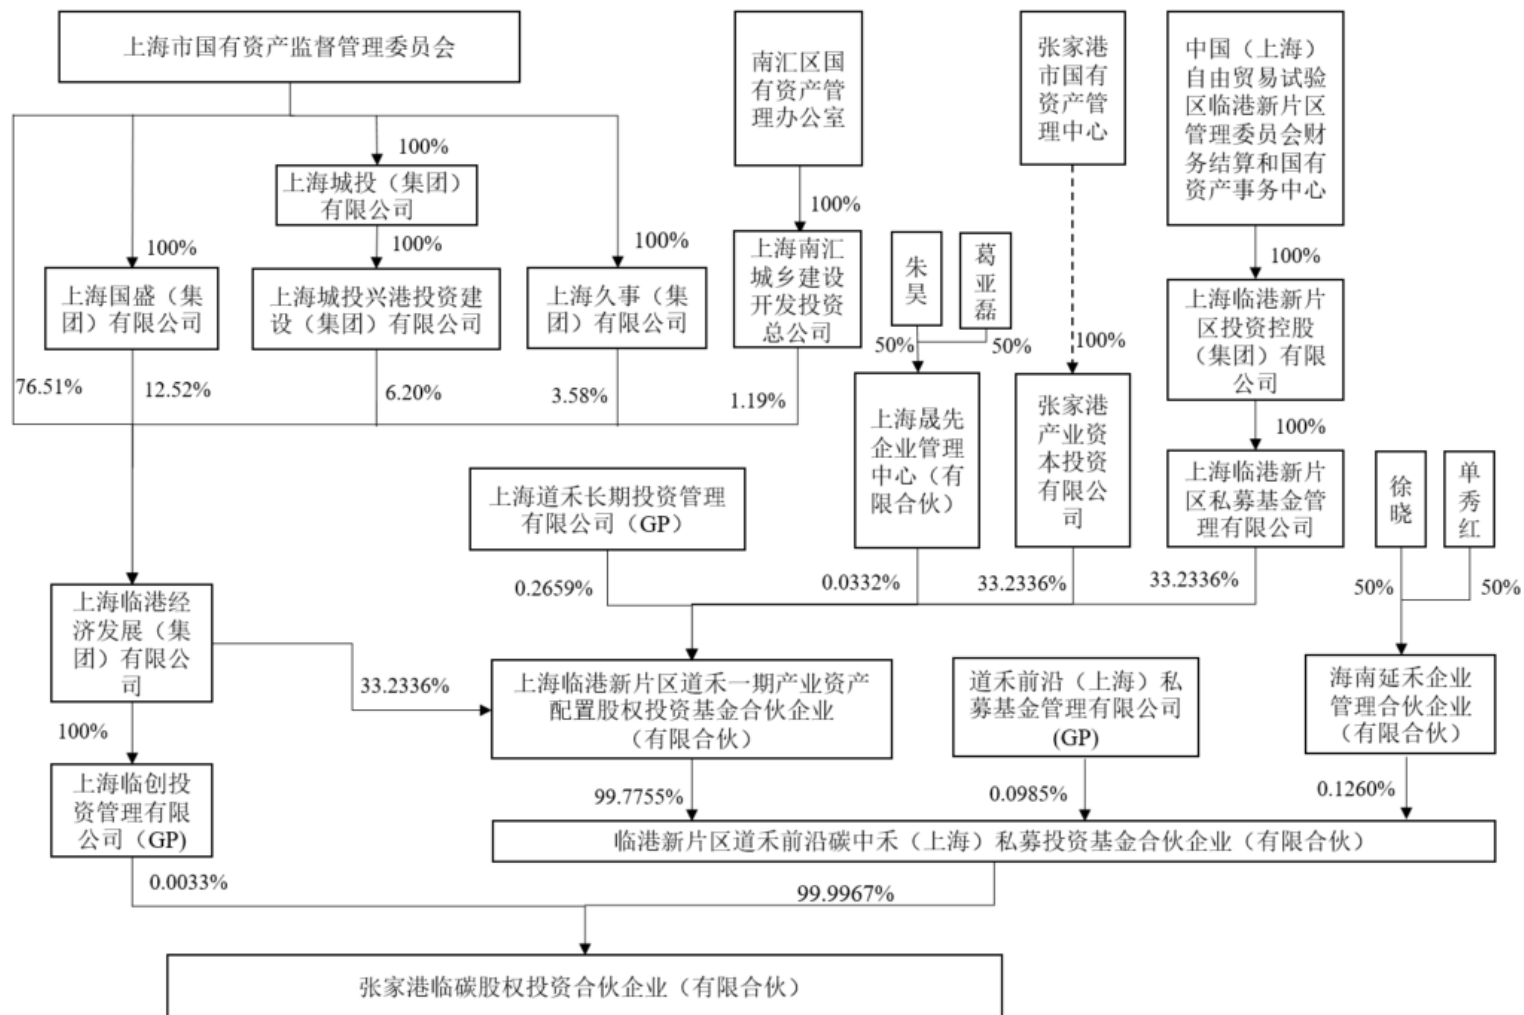 上海市国有资产监督管理委员会
南汇区国
有资产管
理办公室
张家港
市国有
资产管
理中心
中国（上海）
自由贸易试验
区临港新片区
管理委员会财
务结算和国有
资产事务中心
100%
上海城投（集团）
有限公司
100%
100%
100%
100%
100%
上海国盛（集
团）有限公司
上海城投兴港投资建
设（集团）有限公司
上海久事（集
团）有限公司
上海南汇
城乡建设
开发投资
总公司
朱
昊
葛
亚
磊
上海临港新片
区投资控股
（集团）有限
公司
50%
50%
100%
76.51%
12.52%
6.20%
3.58%
1.19%
上海晟先
企业管理
中心（有
限合伙）
张家港
产业资
本投资
有限公
司
100%
上海临港新片
区私募基金管
理有限公司
徐
晓
单
秀
红
上海道禾长期投资管理
有限公司（GP）
0.2659%
0.0332%
33.2336%
33.2336%
50%
50%
上海临港经
济发展（集
团）有限公
司
33.2336%
上海临港新片区道禾一期产业资产
配置股权投资基金合伙企业
（有限合伙）
道禾前沿（上海）私
募基金管理有限公司
(GP)
海南延禾企业
管理合伙企业
（有限合伙）
100%
99.7755%
0.0985%
0.1260%
上海临创投
资管理有限
公司（GP)
临港新片区道禾前沿碳中禾（上海）私募投资基金合伙企业（有限合伙）
0.0033%
99.9967%
张家港临碳股权投资合伙企业（有限合伙）